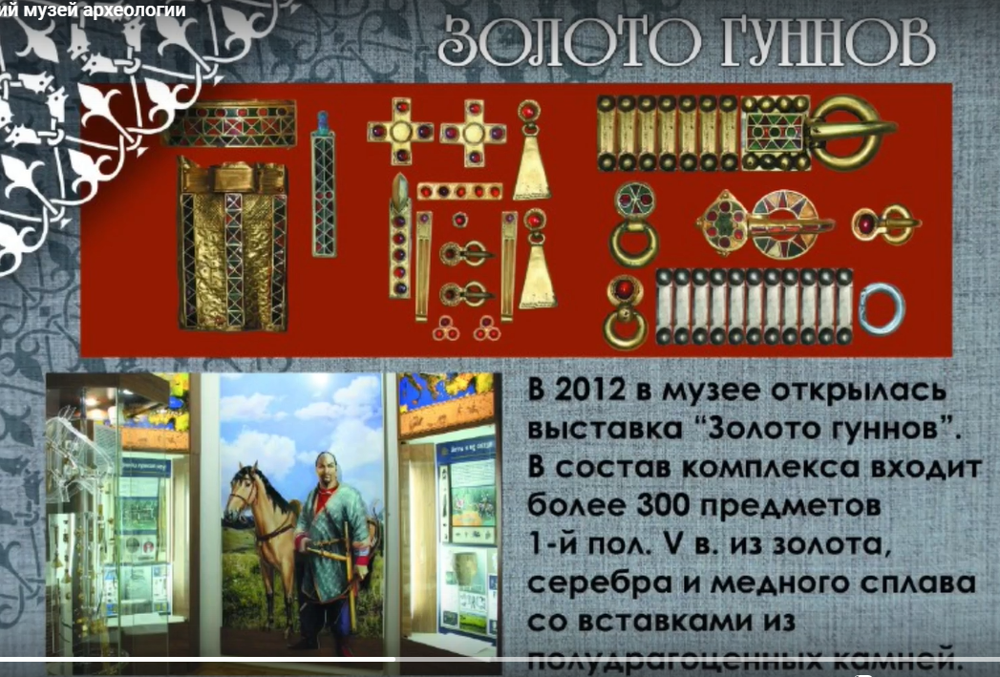 ий музей археологии
ЗОЛОТО ГУННОВ
В 2012 в музее открылась
выставка “Золото гуннов”.
В состав комплекса входит
более 300 предметов
1-й пол. V в. из золота,
серебра и медного сплава
со вставками из
полудрагоценных камней.